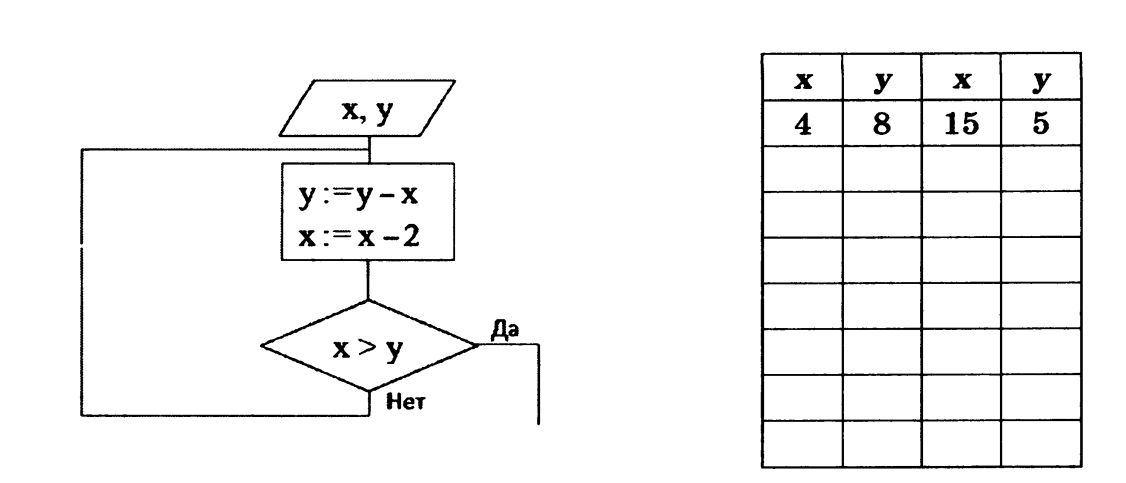 x, y
y := y – x
x := x – 2
x > y
Да
Нет
x y x y
4 8 15 5